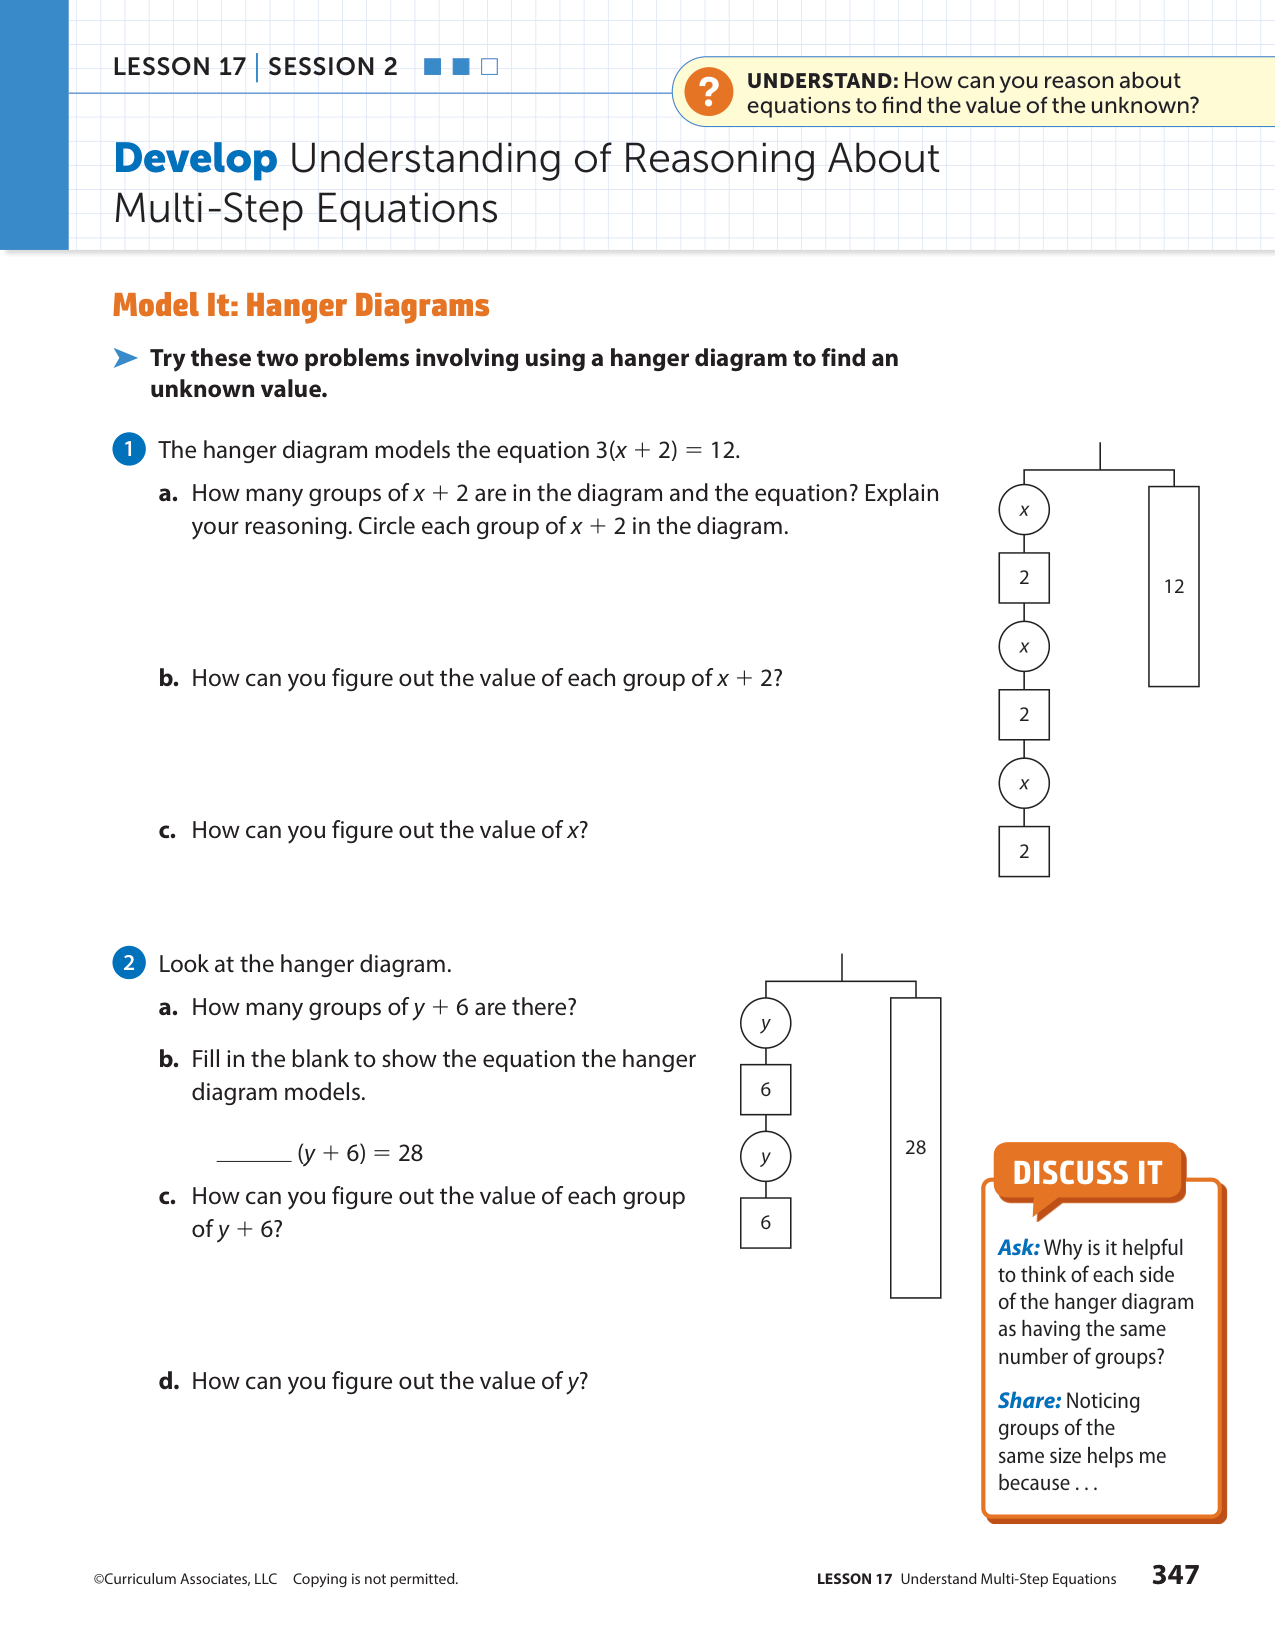 LESSON 17 | SESSION 2
? UNDERSTAND: How can you reason about
equations to find the value of the unknown?
Develop Understanding of Reasoning About
Multi-Step Equations
Model It: Hanger Diagrams
Try these two problems involving using a hanger diagram to find an
unknown value.
1 The hanger diagram models the equation 3(x + 2) = 12.
a. How many groups of x + 2 are in the diagram and the equation? Explain
your reasoning. Circle each group of x + 2 in the diagram.
b. How can you figure out the value of each group of x + 2?
c. How can you figure out the value of x?
x
2
x
2
x
2
12
2 Look at the hanger diagram.
a. How many groups of y + 6 are there?
b. Fill in the blank to show the equation the hanger
diagram models.
______ (y + 6) = 28
c. How can you figure out the value of each group
of y + 6?
d. How can you figure out the value of y?
y
6
y
6
28
DISCUSS IT
Ask: Why is it helpful
to think of each side
of the hanger diagram
as having the same
number of groups?
Share: Noticing
groups of the
same size helps me
because . . .
©Curriculum Associates, LLC Copying is not permitted.
LESSON 17 Understand Multi-Step Equations 347